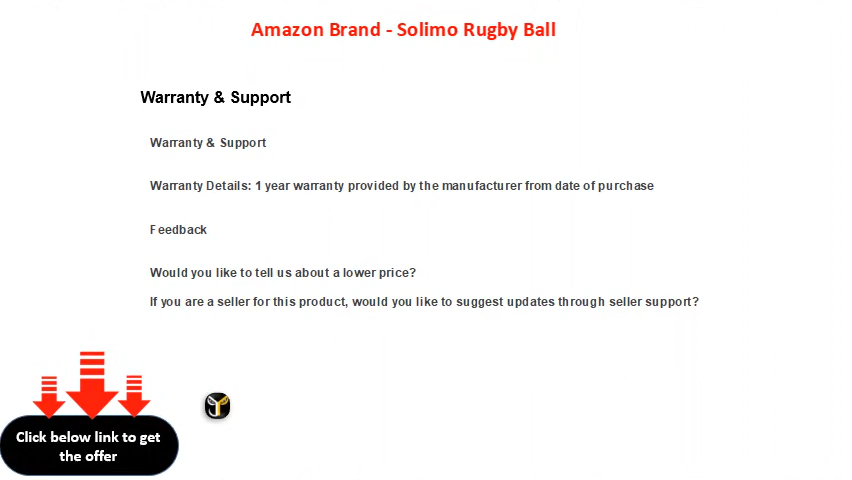 Amazon Brand - Solimo Rugby Ball
Warranty & Support
Warranty & Support
Warranty Details: 1 year warranty provided by the manufacturer from date of purchase
Feedback
Would you like to tell us about a lower price?
If you are a seller for this product, would you like to suggest updates through seller support?
Click below link to get
the offer